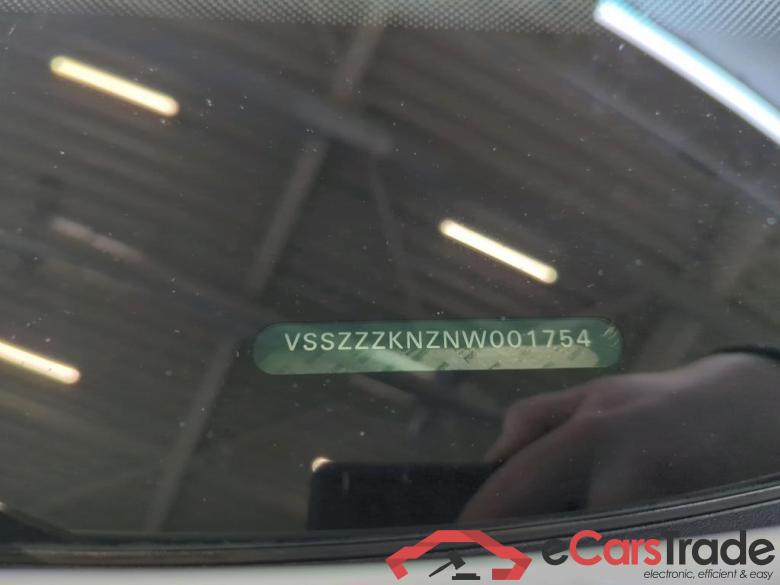 VSSZZZKNZNW001754
eCarsTrade
electronic, efficient & easy